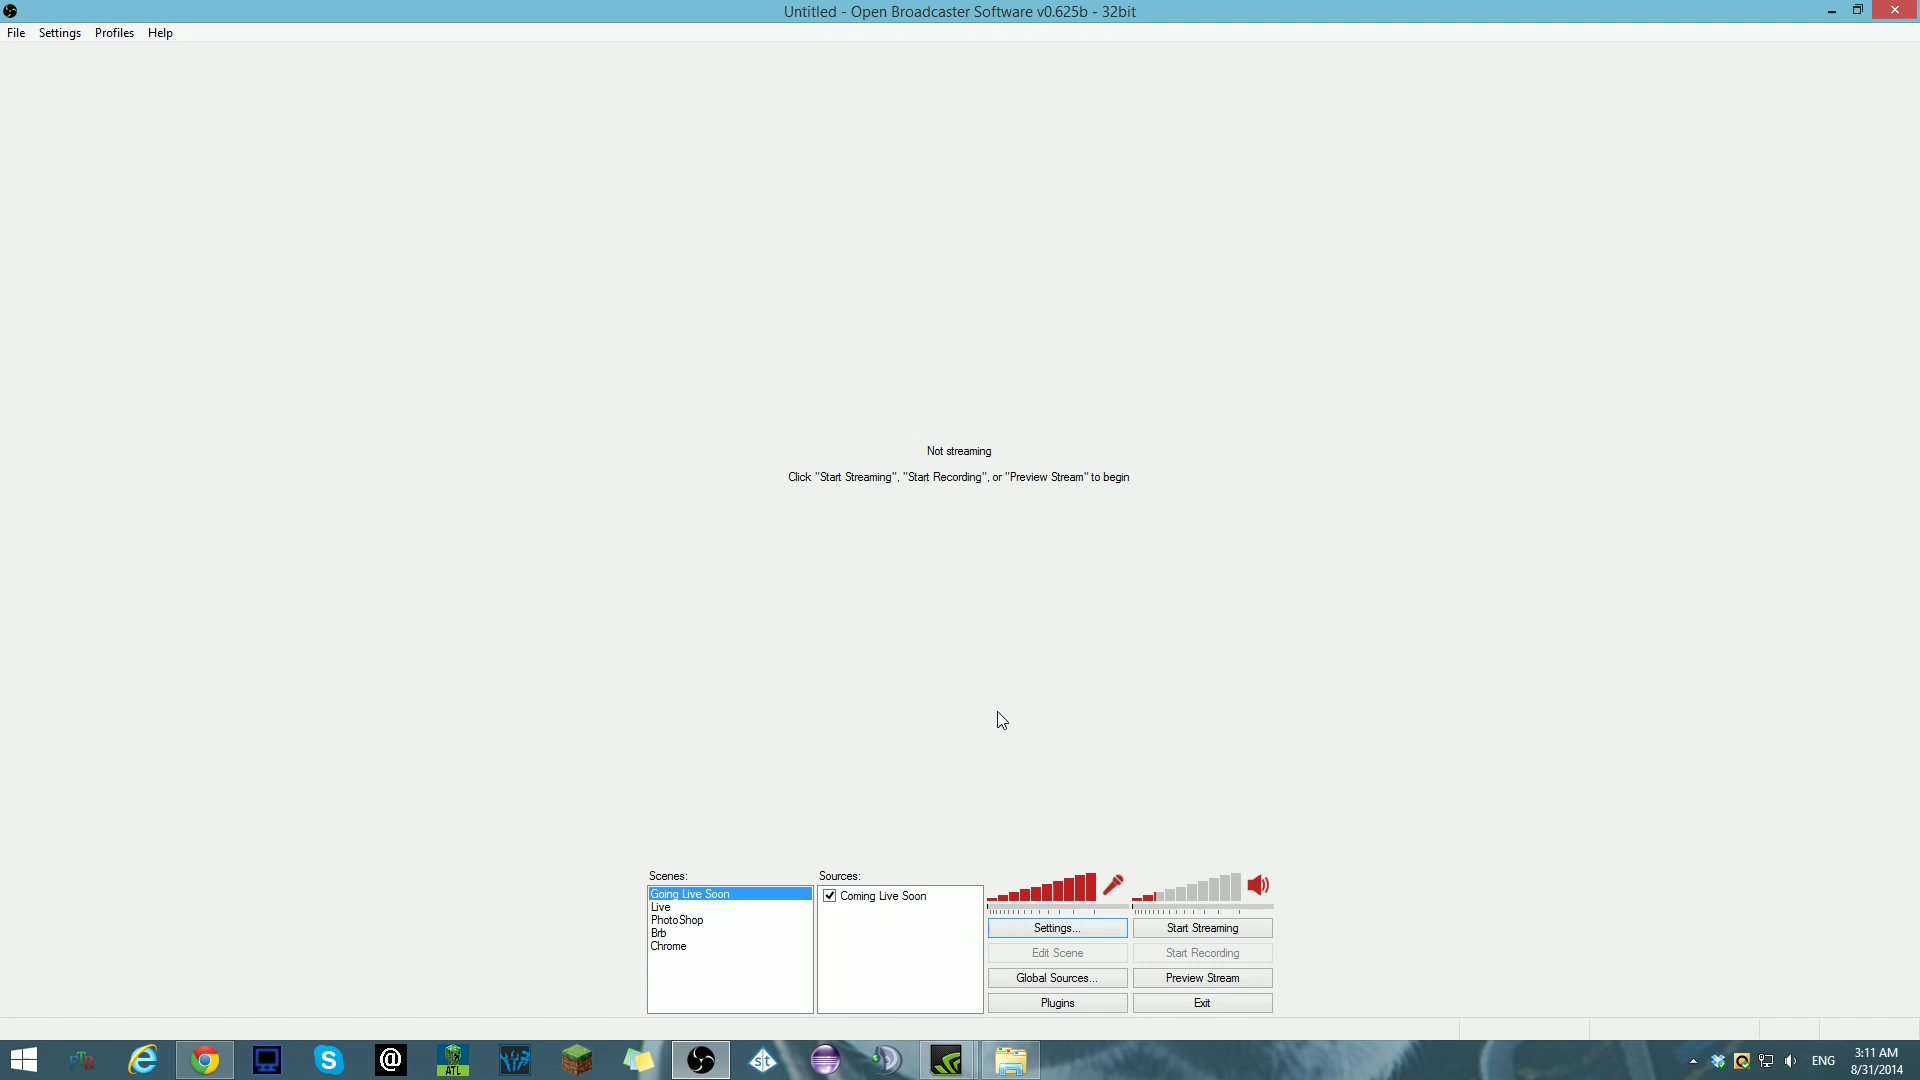 Untitled - Open Broadcaster Software v0.625b - 32bit
File Settings Profiles Help
Not streaming
Click "Start Streaming", "Start Recording", or "Preview Stream" to begin
Scenes:
Going Live Soon
Live
PhotoShop
Brb
Chrome
Sources:
Coming Live Soon
Settings...
Start Streaming
Edit Scene
Start Recording
Global Sources...
Preview Stream
Plugins
Exit
ATL
st
ENG
3:11 AM
8/31/2014